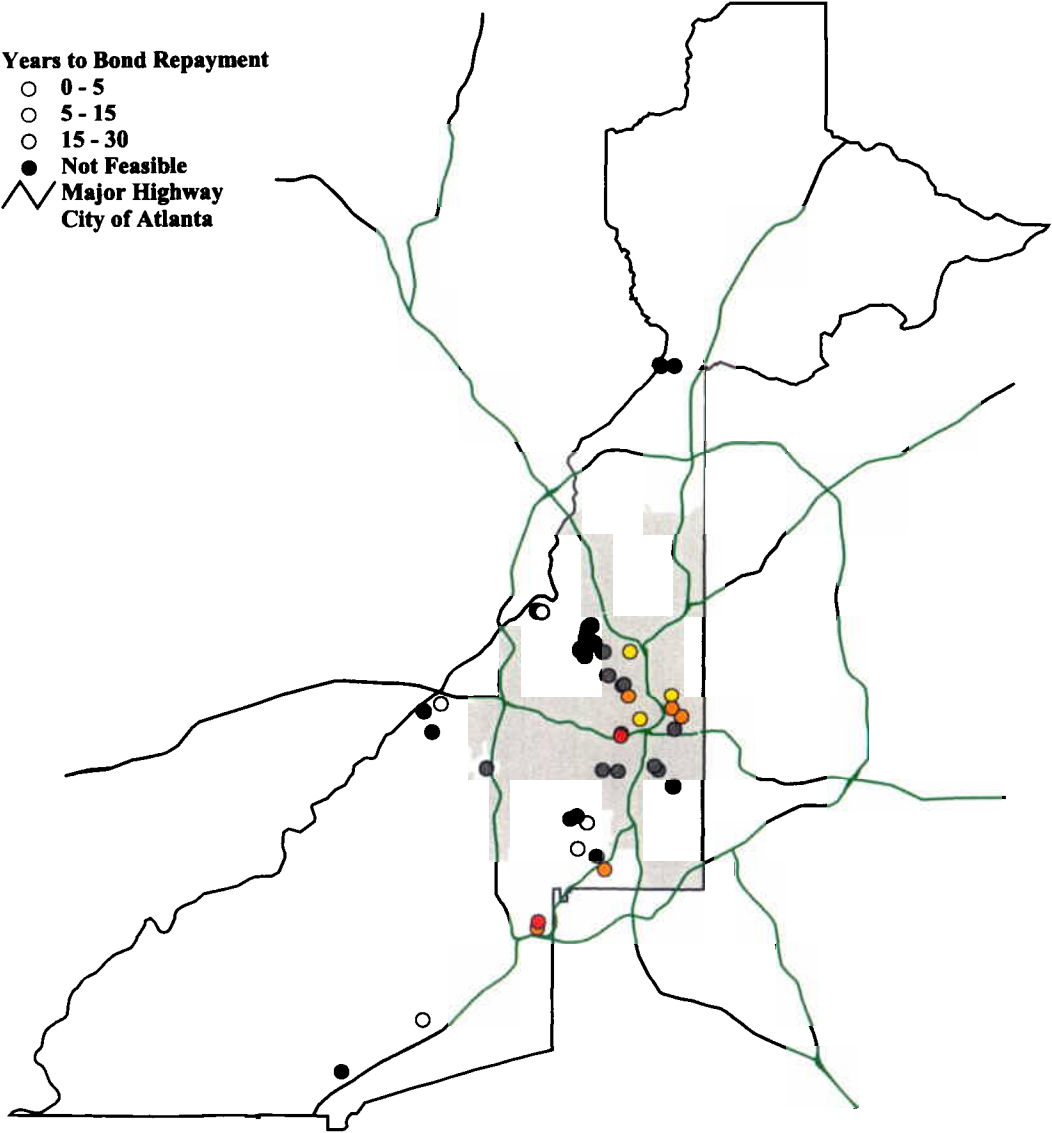 Years to Bond Repayment
0 - 5
5 - 15
15 - 30
Not Feasible
Major Highway
City of Atlanta